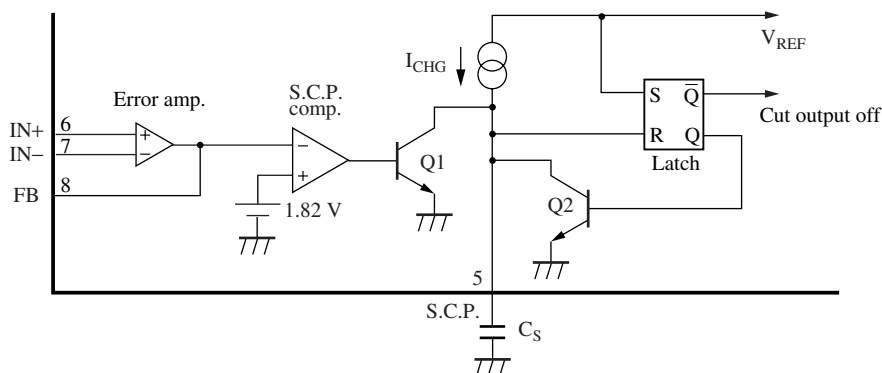 V_REF
I_CHG
S.C.P.
comp.
Error amp.
S Q̅
Cut output off
IN+ 6
+
−
R Q
IN− 7
−
+
Q1
Latch
FB 8
1.82 V
Q2
5
S.C.P.
C_S